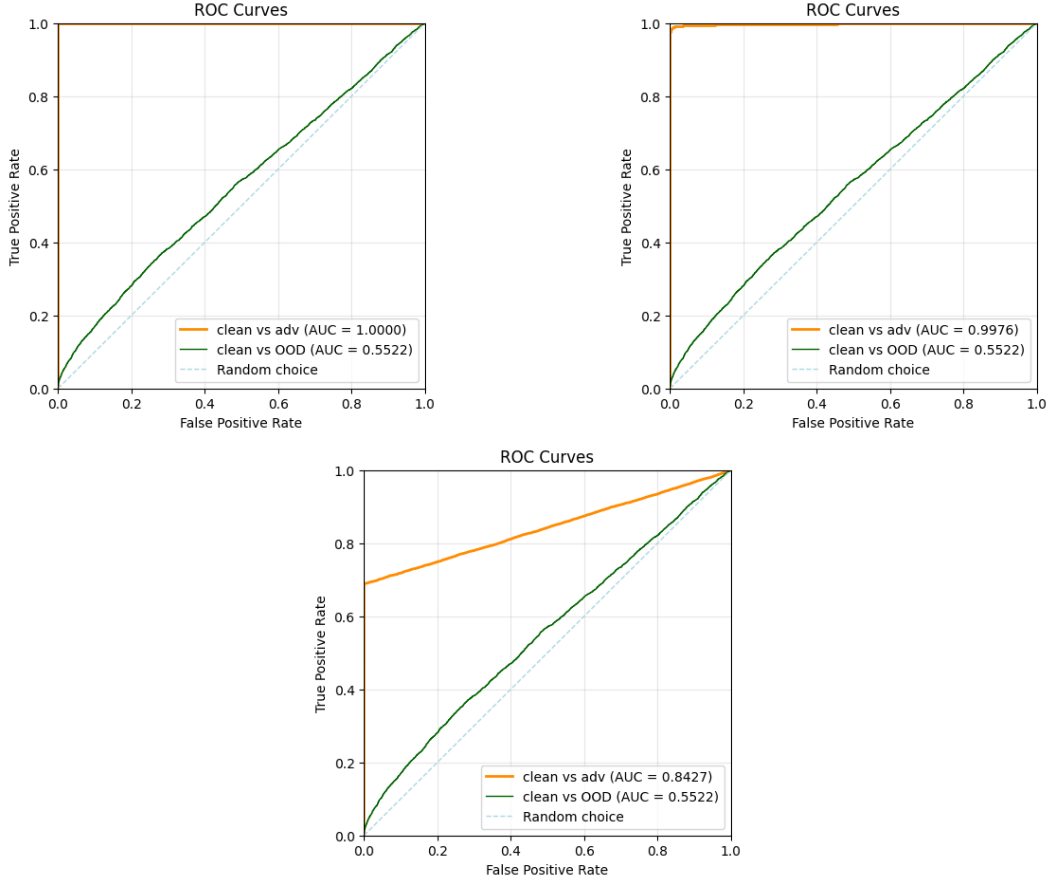 ROC Curves
1.0
0.8
0.6
0.4
0.2
0.0
True Positive Rate
clean vs adv (AUC = 1.0000)
clean vs OOD (AUC = 0.5522)
Random choice
0.0 0.2 0.4 0.6 0.8 1.0
False Positive Rate
ROC Curves
1.0
0.8
0.6
0.4
0.2
0.0
True Positive Rate
clean vs adv (AUC = 0.9976)
clean vs OOD (AUC = 0.5522)
Random choice
0.0 0.2 0.4 0.6 0.8 1.0
False Positive Rate
ROC Curves
1.0
0.8
0.6
0.4
0.2
0.0
True Positive Rate
clean vs adv (AUC = 0.8427)
clean vs OOD (AUC = 0.5522)
Random choice
0.0 0.2 0.4 0.6 0.8 1.0
False Positive Rate